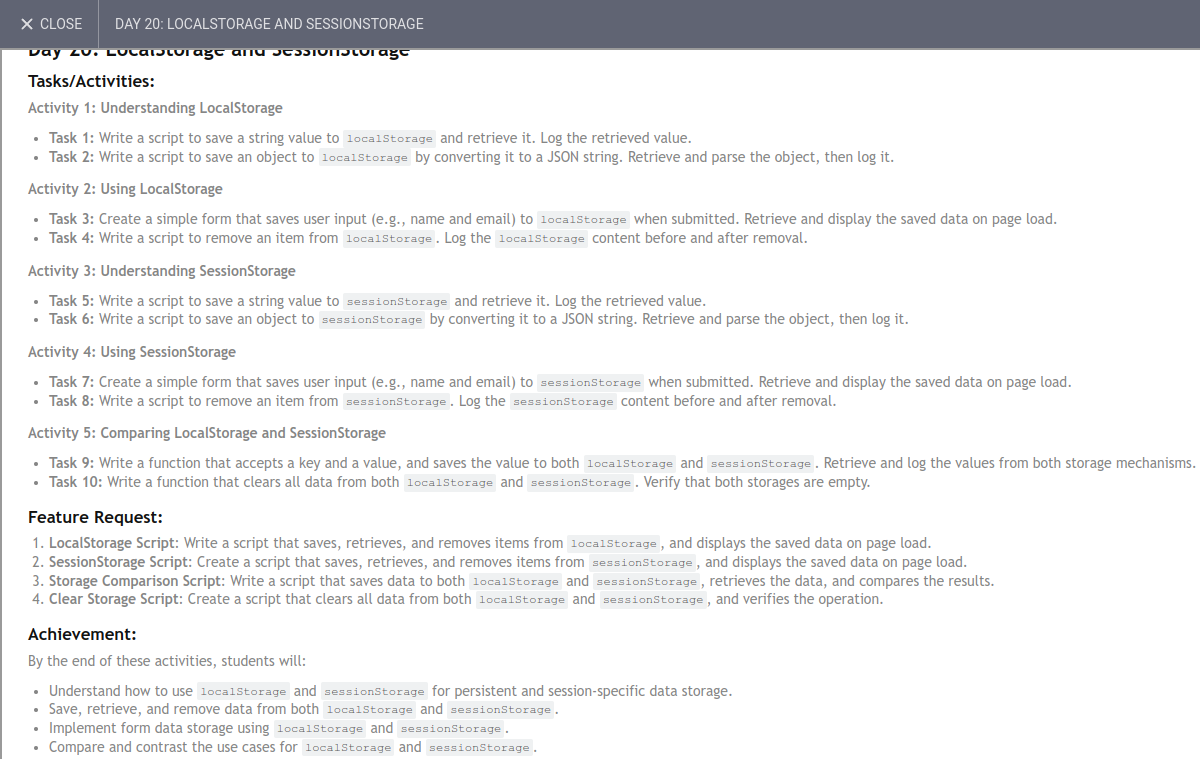 CLOSE DAY 20: LOCALSTORAGE AND SESSIONSTORAGE
Day 20: LocalStorage and SessionStorage
Tasks/Activities:
Activity 1: Understanding LocalStorage
• Task 1: Write a script to save a string value to localStorage and retrieve it. Log the retrieved value.
• Task 2: Write a script to save an object to localStorage by converting it to a JSON string. Retrieve and parse the object, then log it.
Activity 2: Using LocalStorage
• Task 3: Create a simple form that saves user input (e.g., name and email) to localStorage when submitted. Retrieve and display the saved data on page load.
• Task 4: Write a script to remove an item from localStorage. Log the localStorage content before and after removal.
Activity 3: Understanding SessionStorage
• Task 5: Write a script to save a string value to sessionStorage and retrieve it. Log the retrieved value.
• Task 6: Write a script to save an object to sessionStorage by converting it to a JSON string. Retrieve and parse the object, then log it.
Activity 4: Using SessionStorage
• Task 7: Create a simple form that saves user input (e.g., name and email) to sessionStorage when submitted. Retrieve and display the saved data on page load.
• Task 8: Write a script to remove an item from sessionStorage. Log the sessionStorage content before and after removal.
Activity 5: Comparing LocalStorage and SessionStorage
• Task 9: Write a function that accepts a key and a value, and saves the value to both localStorage and sessionStorage. Retrieve and log the values from both storage mechanisms.
• Task 10: Write a function that clears all data from both localStorage and sessionStorage. Verify that both storages are empty.
Feature Request:
1. LocalStorage Script: Write a script that saves, retrieves, and removes items from localStorage, and displays the saved data on page load.
2. SessionStorage Script: Create a script that saves, retrieves, and removes items from sessionStorage, and displays the saved data on page load.
3. Storage Comparison Script: Write a script that saves data to both localStorage and sessionStorage, retrieves the data, and compares the results.
4. Clear Storage Script: Create a script that clears all data from both localStorage and sessionStorage, and verifies the operation.
Achievement:
By the end of these activities, students will:
• Understand how to use localStorage and sessionStorage for persistent and session-specific data storage.
• Save, retrieve, and remove data from both localStorage and sessionStorage.
• Implement form data storage using localStorage and sessionStorage.
• Compare and contrast the use cases for localStorage and sessionStorage.